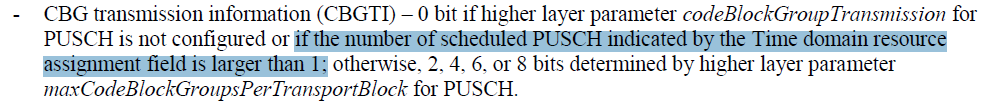 - CBG transmission information (CBGTI) – 0 bit if higher layer parameter codeBlockGroupTransmission for
PUSCH is not configured or if the number of scheduled PUSCH indicated by the Time domain resource
assignment field is larger than 1; otherwise, 2, 4, 6, or 8 bits determined by higher layer parameter
maxCodeBlockGroupsPerTransportBlock for PUSCH.